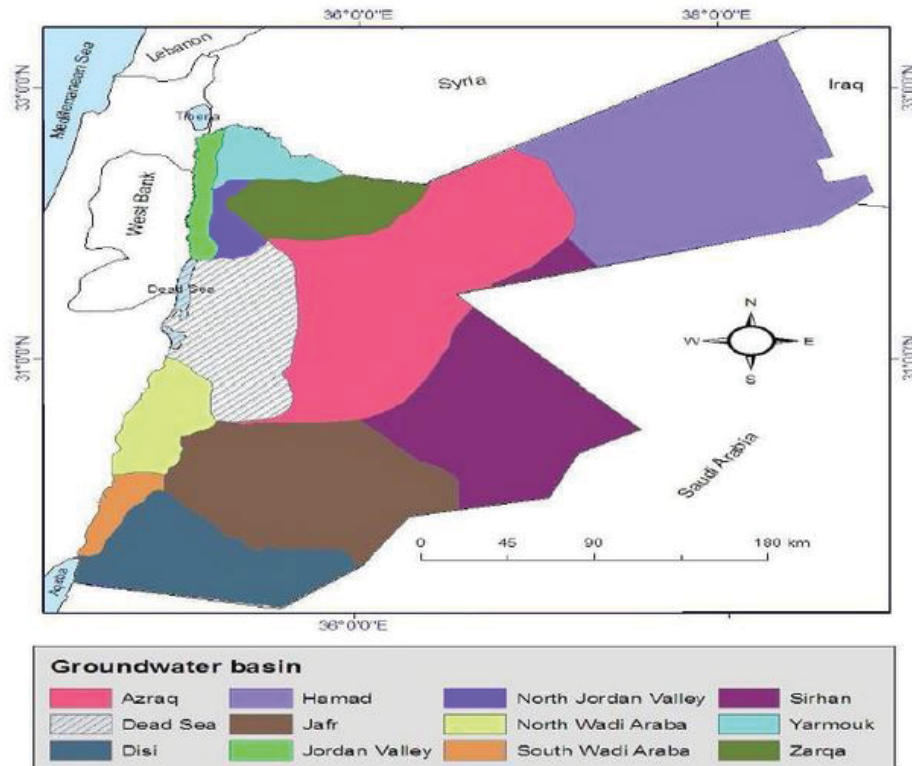 36°0'0"E 38°0'0"E
Mediterranean Sea
Lebanon
Syria
Iraq
33°0'0"N
33°0'0"N
West Bank
Dead Sea
N
W E
S
31°0'0"N
Saudi Arabia
0 45 90 180 km
Aqaba
36°0'0"E
Groundwater basin
Azraq Hamad North Jordan Valley Sirhan
Dead Sea Jafr North Wadi Araba Yarmouk
Disi Jordan Valley South Wadi Araba Zarqa